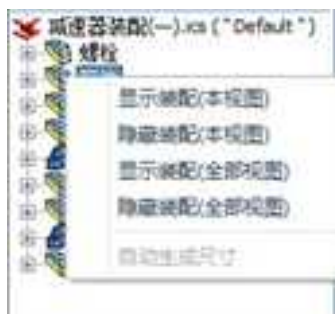 减速器装配(一).ics ("Default")
螺栓
显示装配(本视图)
隐藏装配(本视图)
显示装配(全部视图)
隐藏装配(全部视图)
自动生成尺寸